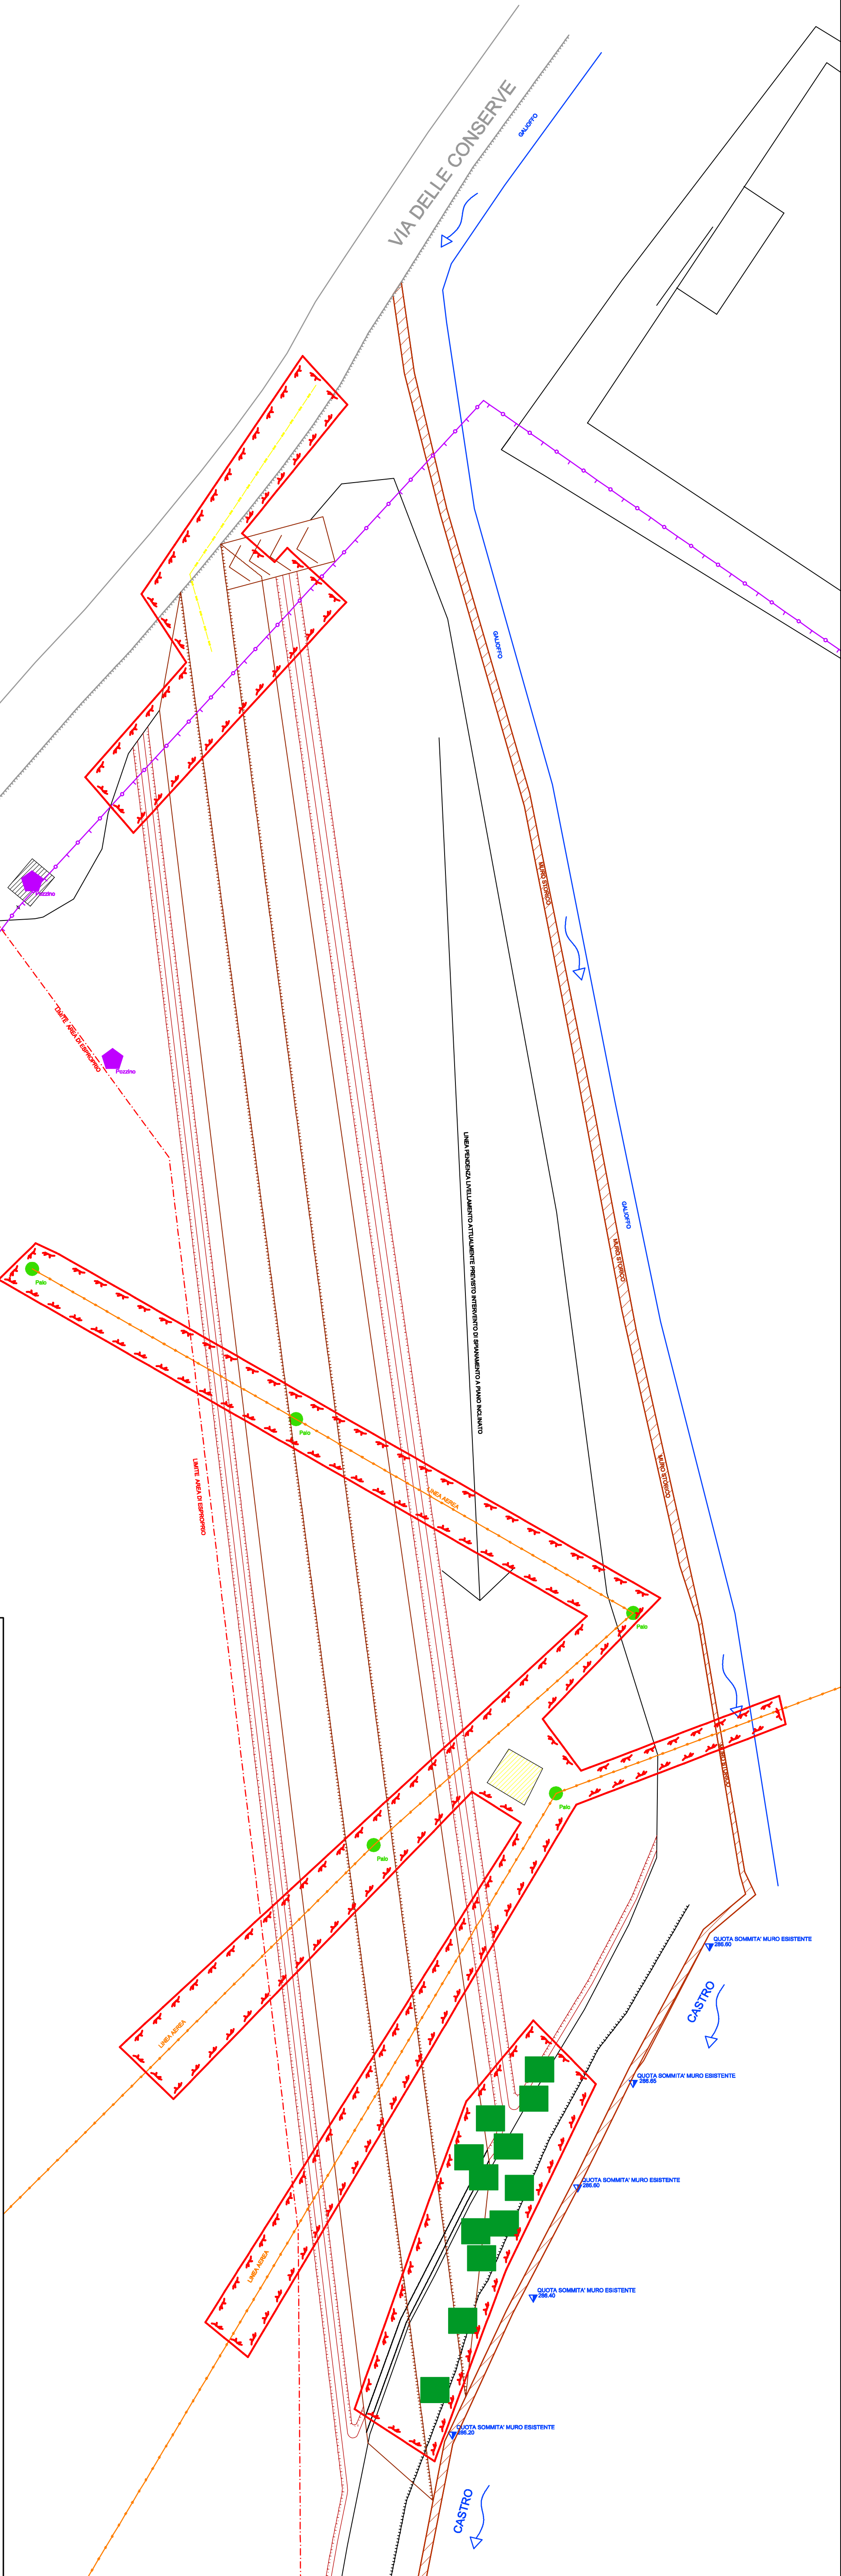 GALIOFFO
VIA DELLE CONSERVE
GALIOFFO
MURO STORICO
Pozzino
LIMITE AREA DI ESPROPRIO
Pozzino
LINEA PENDENZA LIVELLAMENTO ATTUALMENTE PREVISTO INTERVENTO DI SPIANAMENTO A PIANO INCLINATO
GALIOFFO
MURO STORICO
Palo
Palo
LINEA AEREA
MURO STORICO
LIMITE AREA DI ESPROPRIO
Palo
MURO STORICO
Palo
Palo
QUOTA SOMMITA' MURO ESISTENTE
286.60
CASTRO
LINEA AEREA
QUOTA SOMMITA' MURO ESISTENTE
286.65
QUOTA SOMMITA' MURO ESISTENTE
286.60
LINEA AEREA
QUOTA SOMMITA' MURO ESISTENTE
286.40
QUOTA SOMMITA' MURO ESISTENTE
286.20
CASTRO